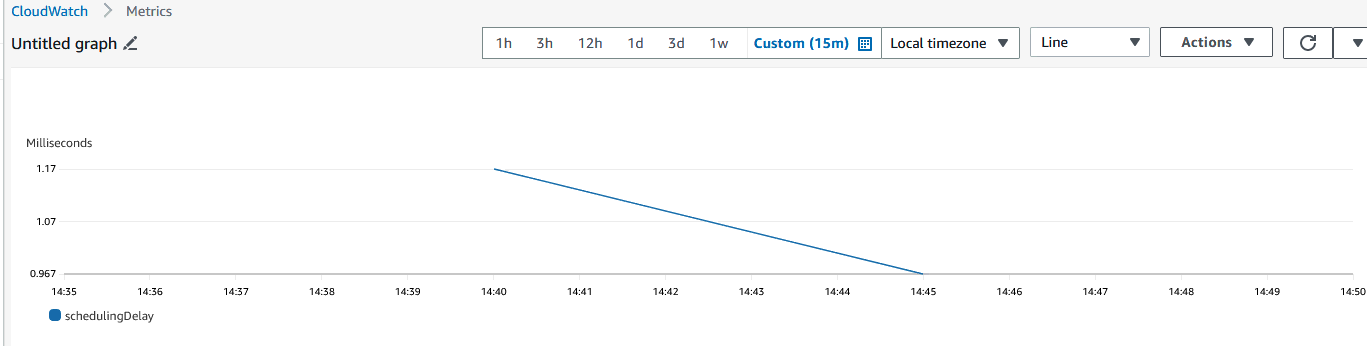 CloudWatch > Metrics
Untitled graph
1h 3h 12h 1d 3d 1w Custom (15m) Local timezone Line Actions
Milliseconds
1.17
1.07
0.967
14:35 14:36 14:37 14:38 14:39 14:40 14:41 14:42 14:43 14:44 14:45 14:46 14:47 14:48 14:49 14:50
schedulingDelay